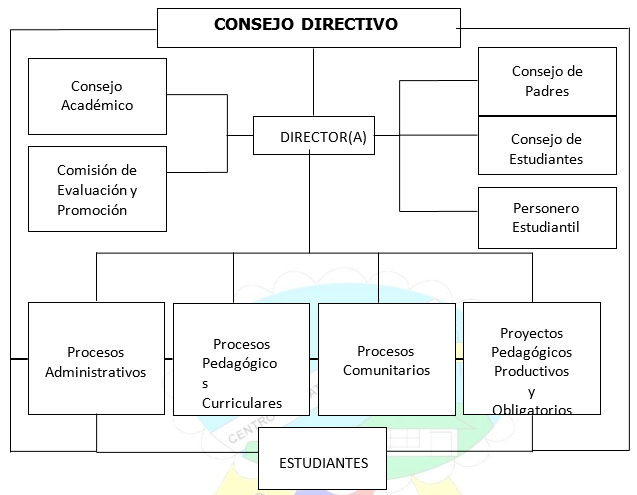 CONSEJO DIRECTIVO
Consejo
Académico
Consejo de
Padres
DIRECTOR(A)
Consejo de
Estudiantes
Comisión de
Evaluación y
Promoción
Personero
Estudiantil
Procesos
Administrativos
Procesos
Pedagógico
s
Curriculares
Procesos
Comunitarios
Proyectos
Pedagógicos
Productivos
y
Obligatorios
CENTRO
ESTUDIANTES